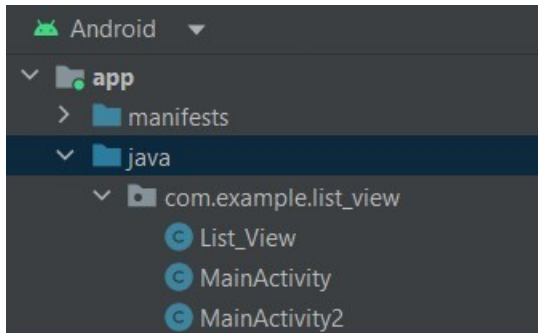 Android
app
manifests
java
com.example.list_view
C List_View
C MainActivity
C MainActivity2